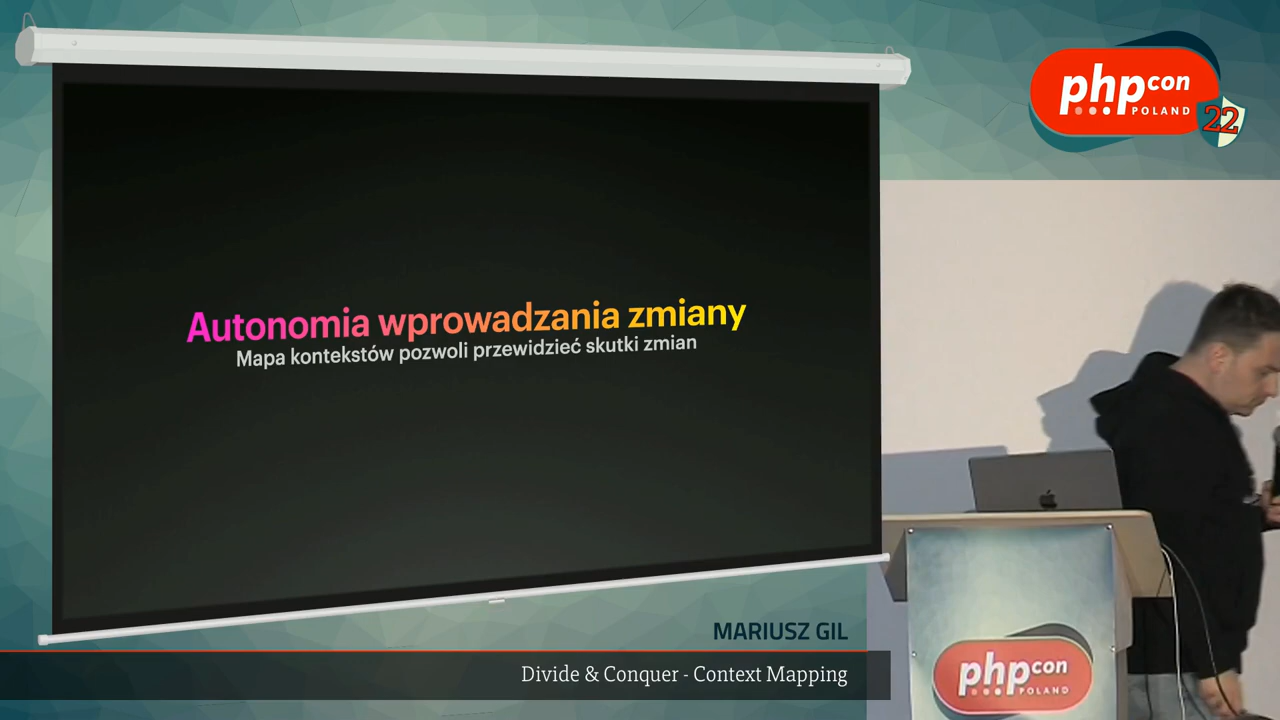 php con
POLAND
22
Autonomia wprowadzania zmiany
Mapa kontekstów pozwoli przewidzieć skutki zmian
MARIUSZ GIL
Divide & Conquer - Context Mapping
php con
POLAND